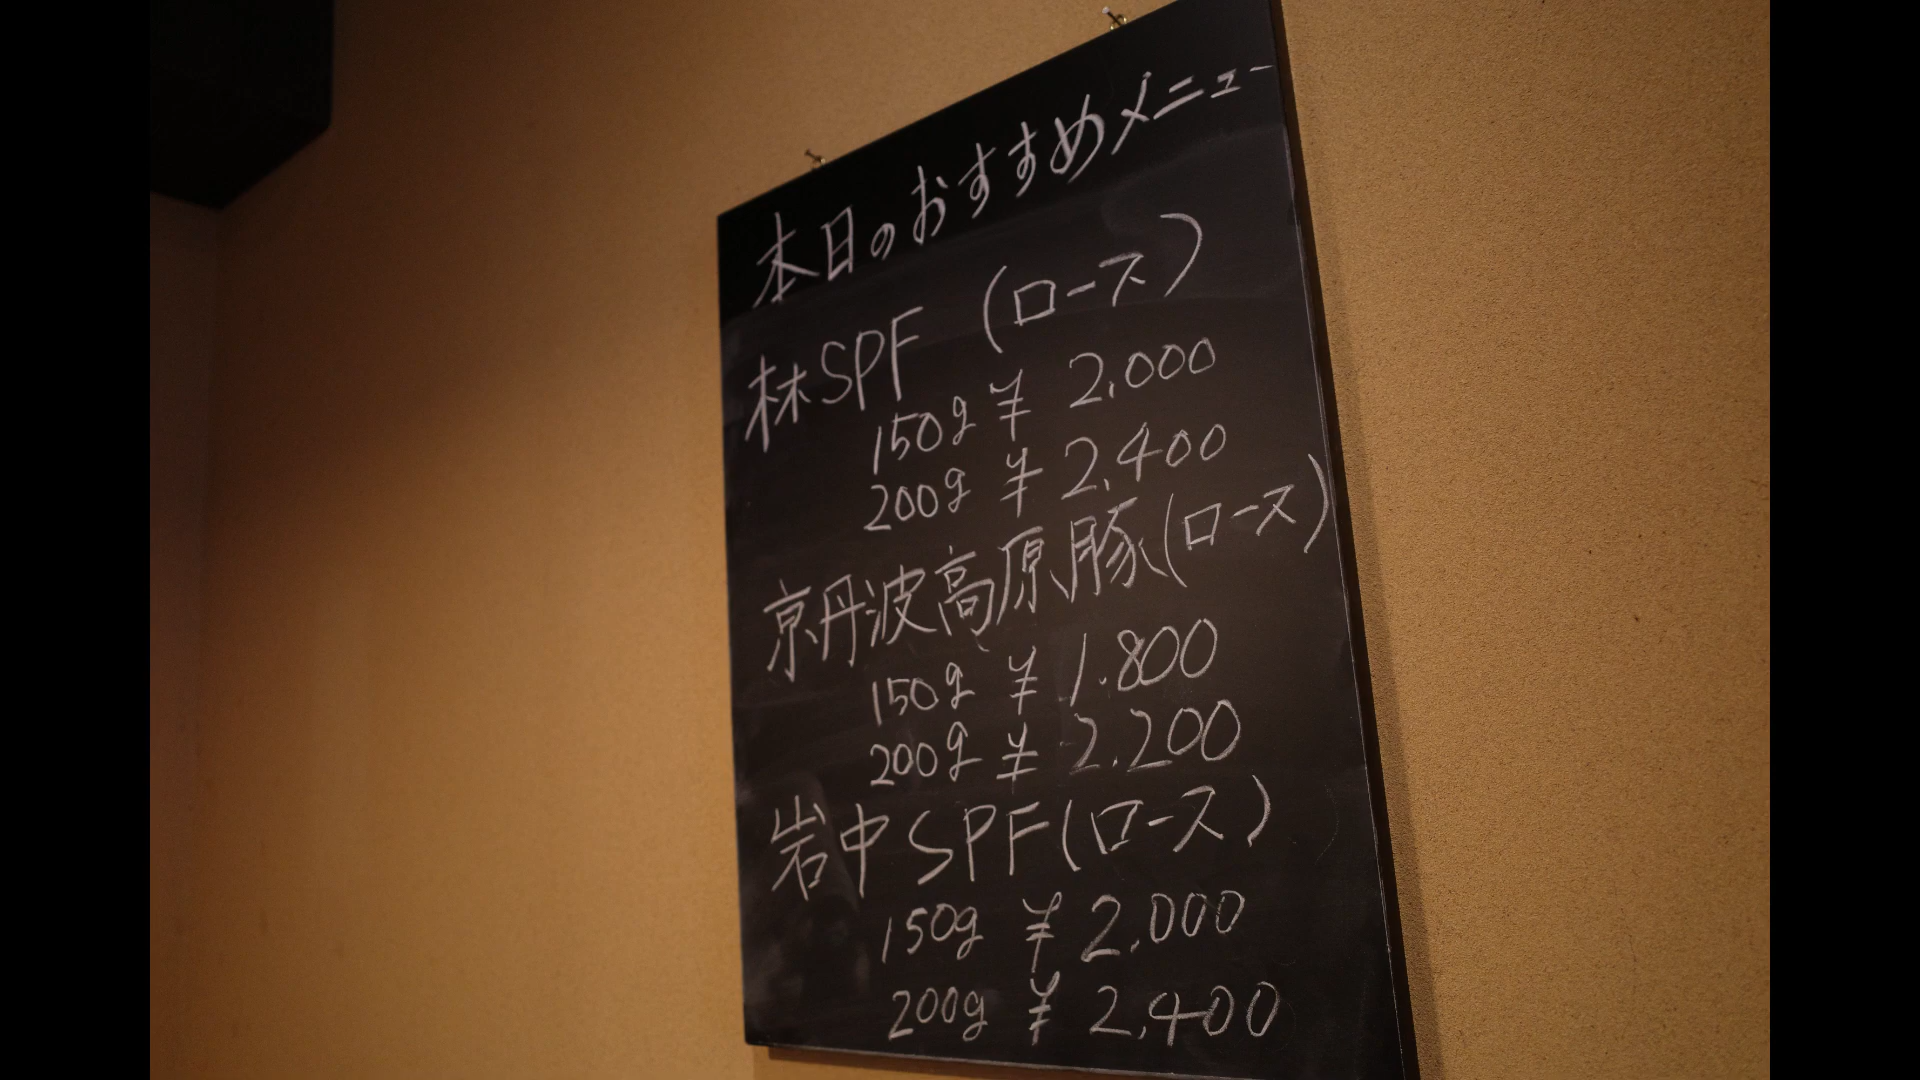 本日のおすすめメニュー
林SPF (ロース)
150g ¥ 2,000
200g ¥ 2,400
京丹波高原豚(ロース)
150g ¥ 1.800
200g ¥ 2.200
岩中SPF(ロース)
150g ¥ 2.000
200g ¥ 2,400